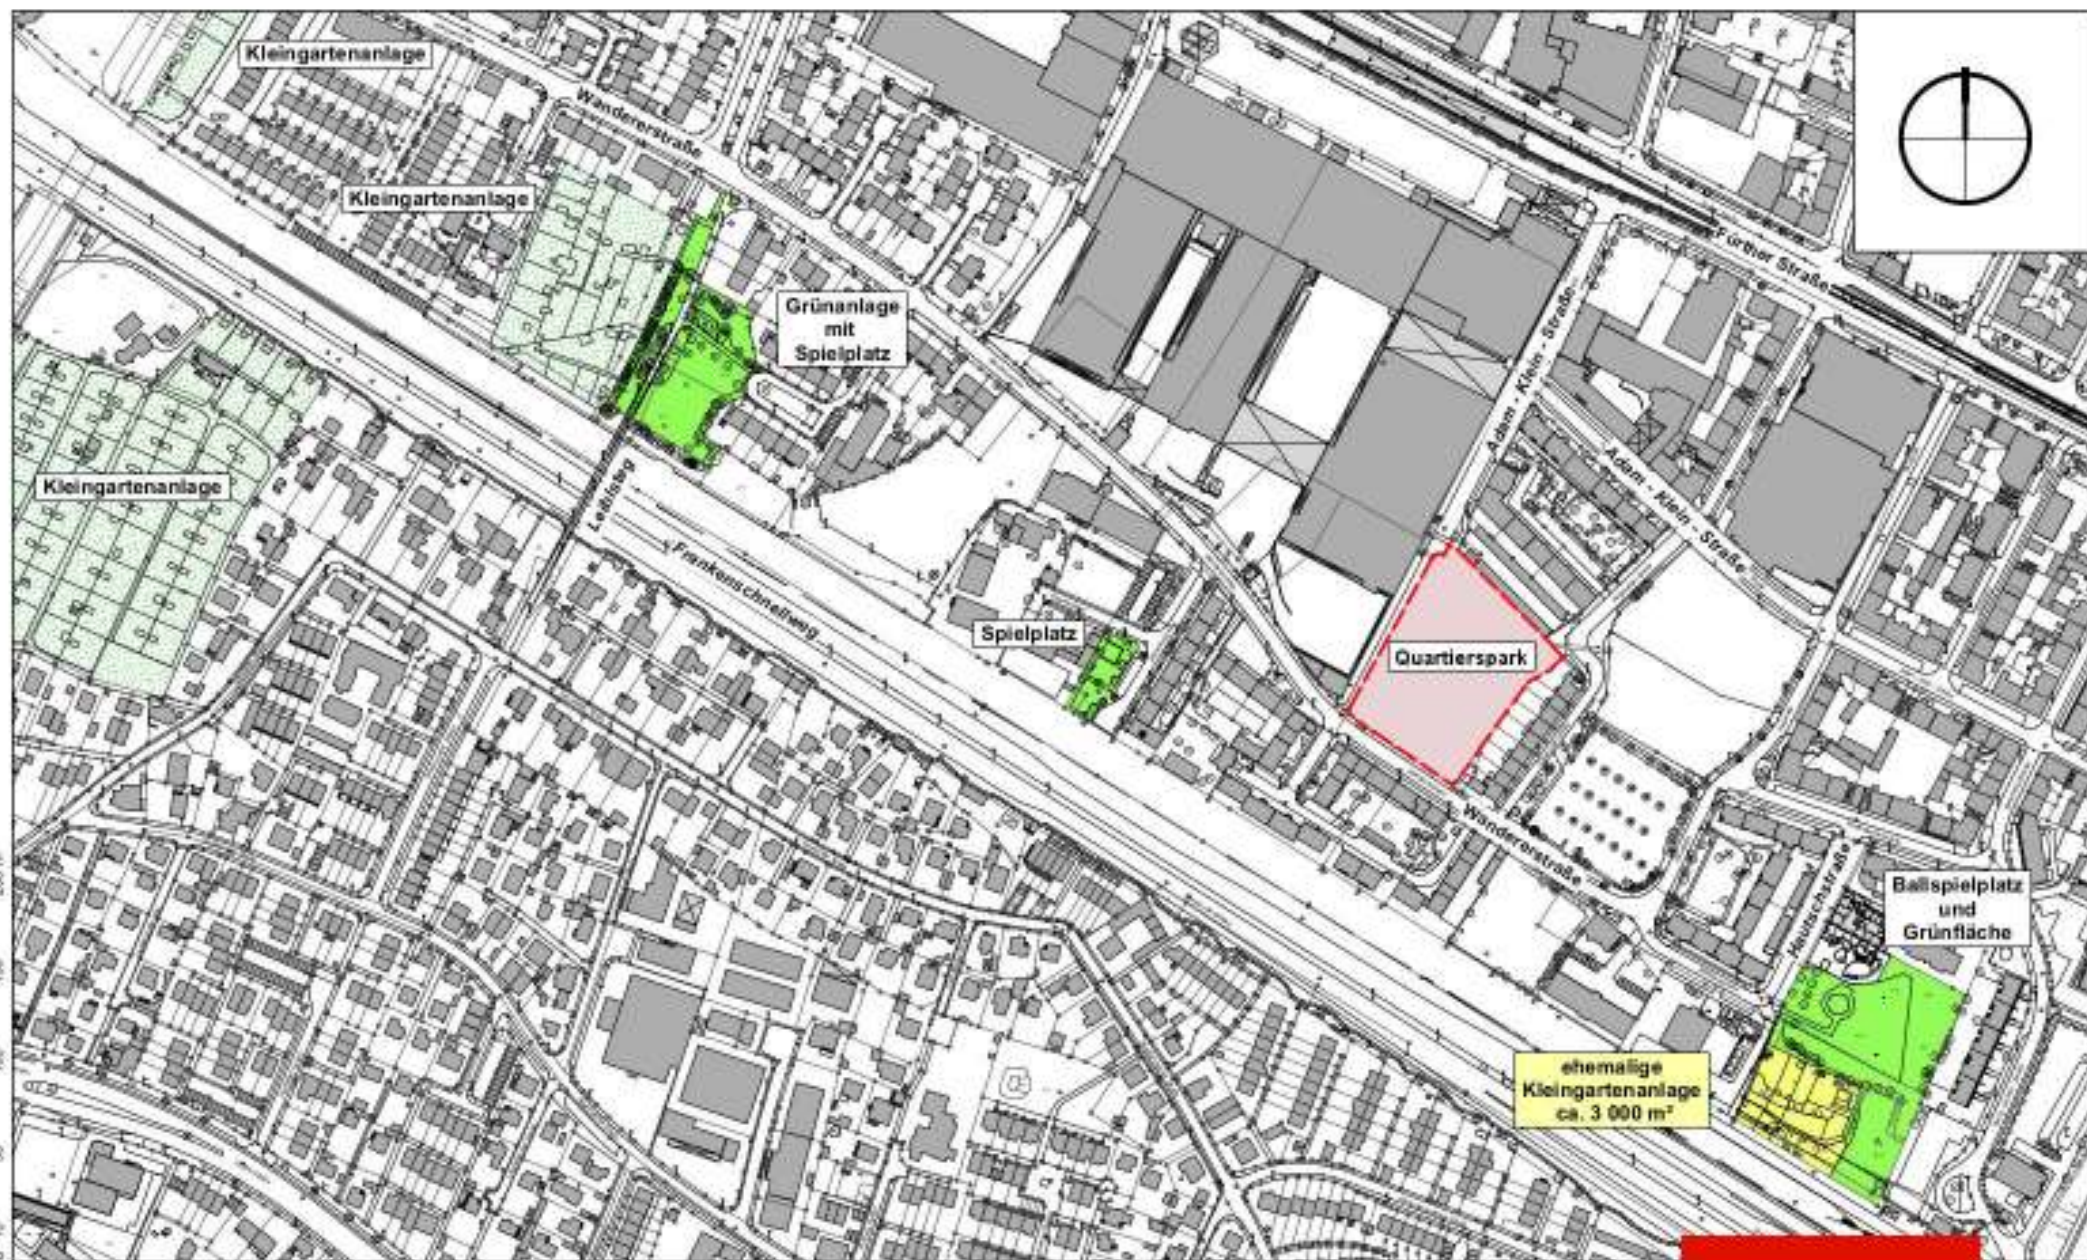 Kleingartenanlage
Wandererstraße
Kleingartenanlage
Fürther Straße
Grünanlage
mit
Spielplatz
Adam - Klein - Straße
Adam - Klein - Straße
Kleingartenanlage
Frankenschnellweg
Spielplatz
Quartierspark
Wandererstraße
Ballspielplatz
und
Grünfläche
ehemalige
Kleingartenanlage
ca. 3 000 m²